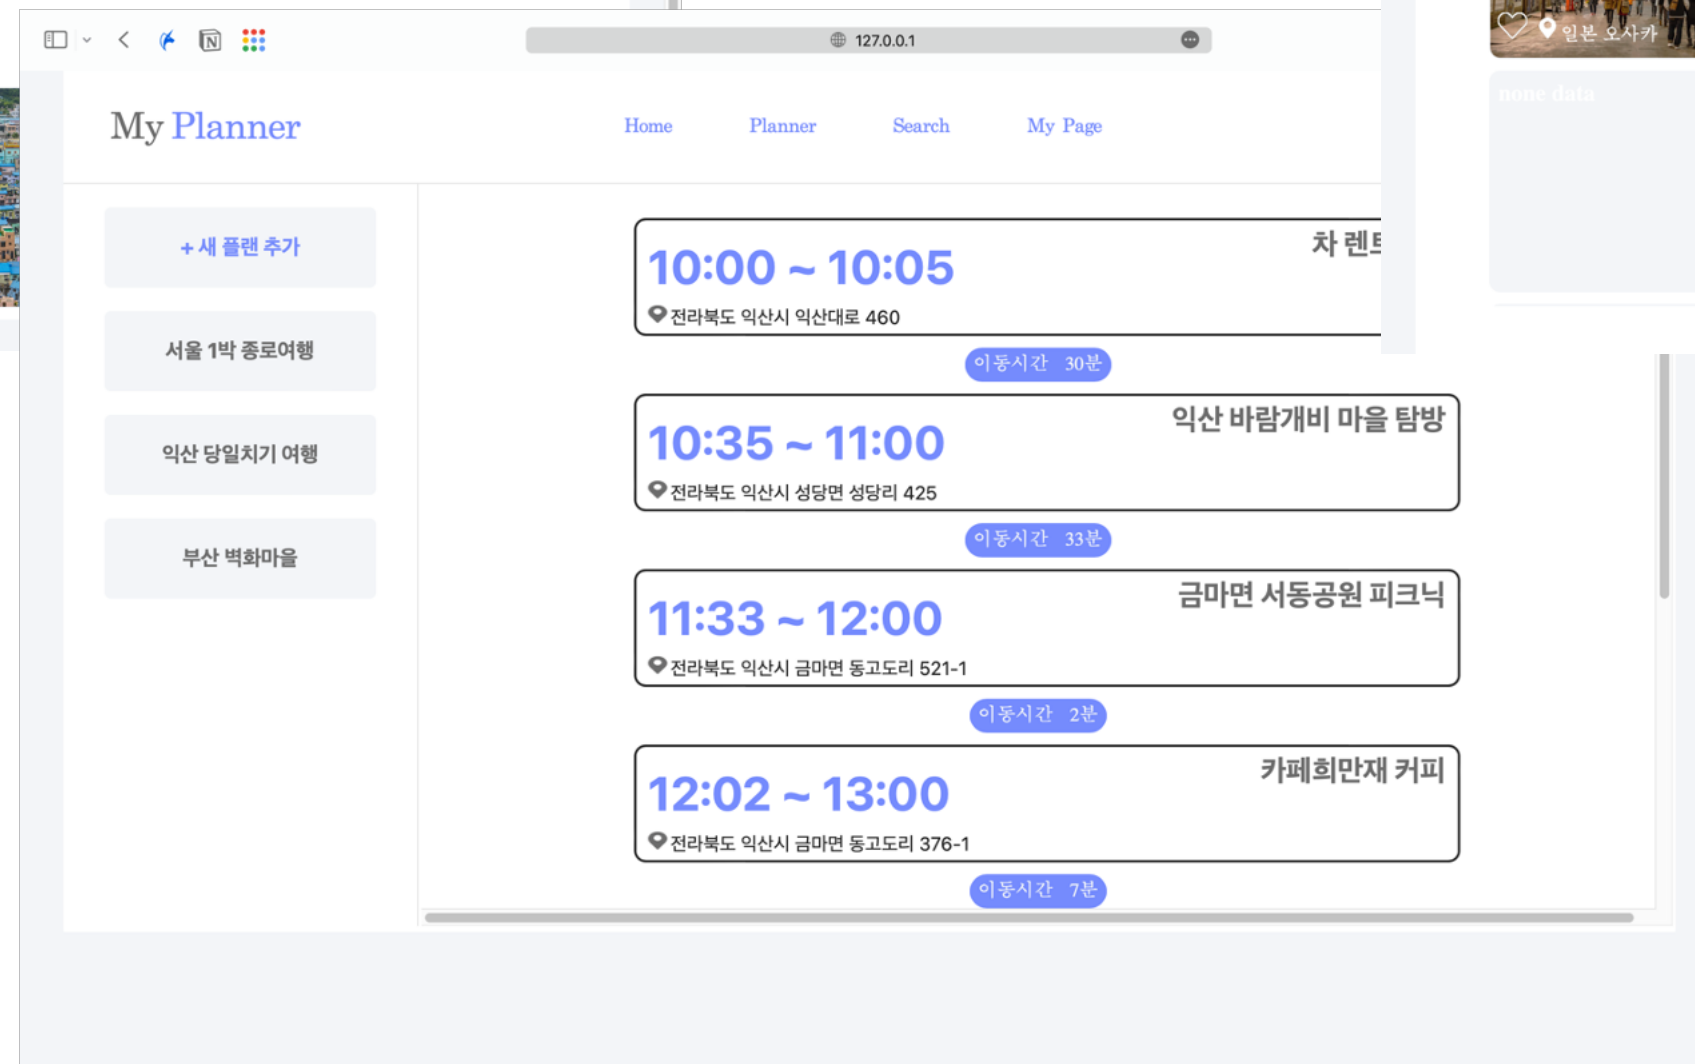 127.0.0.1
일본 오사카
none data
My Planner
Home Planner Search My Page
+ 새 플랜 추가
서울 1박 종로여행
익산 당일치기 여행
부산 벽화마을
차 렌트
10:00 ~ 10:05
전라북도 익산시 익산대로 460
이동시간 30분
익산 바람개비 마을 탐방
10:35 ~ 11:00
전라북도 익산시 성당면 성당리 425
이동시간 33분
금마면 서동공원 피크닉
11:33 ~ 12:00
전라북도 익산시 금마면 동고도리 521-1
이동시간 2분
카페희만재 커피
12:02 ~ 13:00
전라북도 익산시 금마면 동고도리 376-1
이동시간 7분